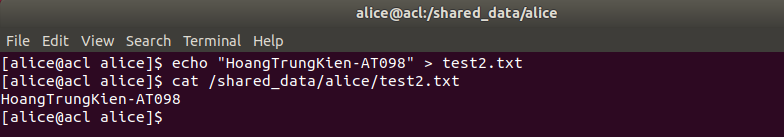 alice@acl:/shared_data/alice
File Edit View Search Terminal Help
[alice@acl alice]$ echo "HoangTrungKien-AT098" > test2.txt
[alice@acl alice]$ cat /shared_data/alice/test2.txt
HoangTrungKien-AT098
[alice@acl alice]$